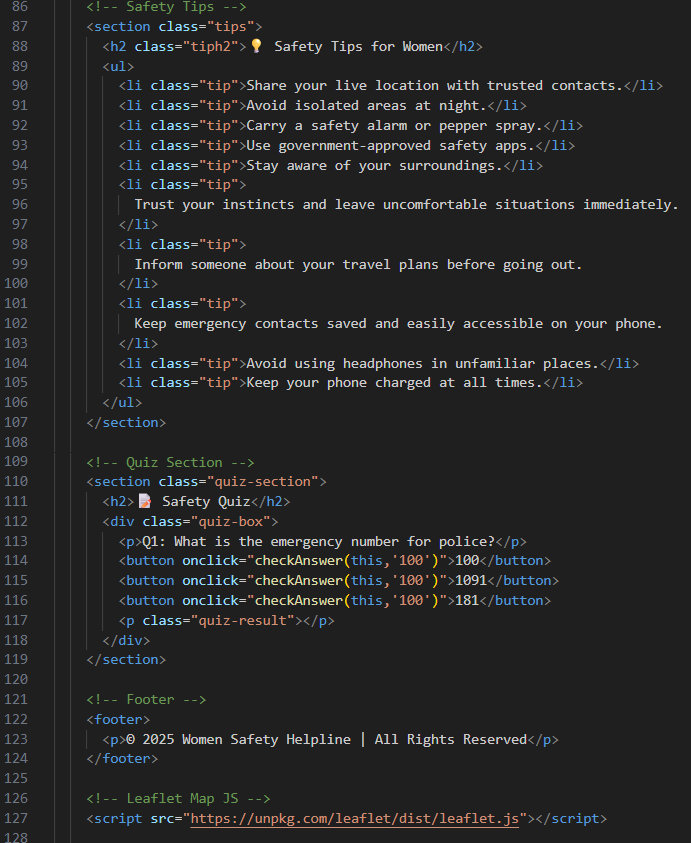 86 <!-- Safety Tips -->
87 <section class="tips">
88 <h2 class="tiph2">💡 Safety Tips for Women</h2>
89 <ul>
90 <li class="tip">Share your live location with trusted contacts.</li>
91 <li class="tip">Avoid isolated areas at night.</li>
92 <li class="tip">Carry a safety alarm or pepper spray.</li>
93 <li class="tip">Use government-approved safety apps.</li>
94 <li class="tip">Stay aware of your surroundings.</li>
95 <li class="tip">
96 Trust your instincts and leave uncomfortable situations immediately.
97 </li>
98 <li class="tip">
99 Inform someone about your travel plans before going out.
100 </li>
101 <li class="tip">
102 Keep emergency contacts saved and easily accessible on your phone.
103 </li>
104 <li class="tip">Avoid using headphones in unfamiliar places.</li>
105 <li class="tip">Keep your phone charged at all times.</li>
106 </ul>
107 </section>
108
109 <!-- Quiz Section -->
110 <section class="quiz-section">
111 <h2>📝 Safety Quiz</h2>
112 <div class="quiz-box">
113 <p>Q1: What is the emergency number for police?</p>
114 <button onclick="checkAnswer(this,'100')">100</button>
115 <button onclick="checkAnswer(this,'100')">1091</button>
116 <button onclick="checkAnswer(this,'100')">181</button>
117 <p class="quiz-result"></p>
118 </div>
119 </section>
120
121 <!-- Footer -->
122 <footer>
123 <p>© 2025 Women Safety Helpline | All Rights Reserved</p>
124 </footer>
125
126 <!-- Leaflet Map JS -->
127 <script src="https://unpkg.com/leaflet/dist/leaflet.js"></script>
128